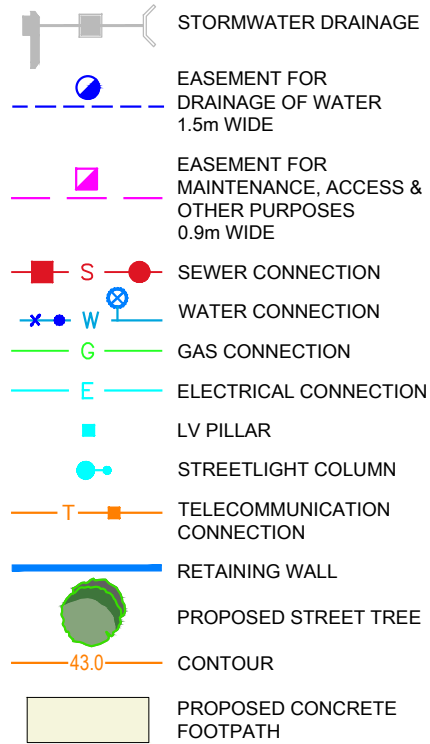 STORMWATER DRAINAGE
EASEMENT FOR
DRAINAGE OF WATER
1.5m WIDE
EASEMENT FOR
MAINTENANCE, ACCESS &
OTHER PURPOSES
0.9m WIDE
S SEWER CONNECTION
W WATER CONNECTION
G GAS CONNECTION
E ELECTRICAL CONNECTION
LV PILLAR
STREETLIGHT COLUMN
T TELECOMMUNICATION
CONNECTION
RETAINING WALL
PROPOSED STREET TREE
43.0 CONTOUR
PROPOSED CONCRETE
FOOTPATH